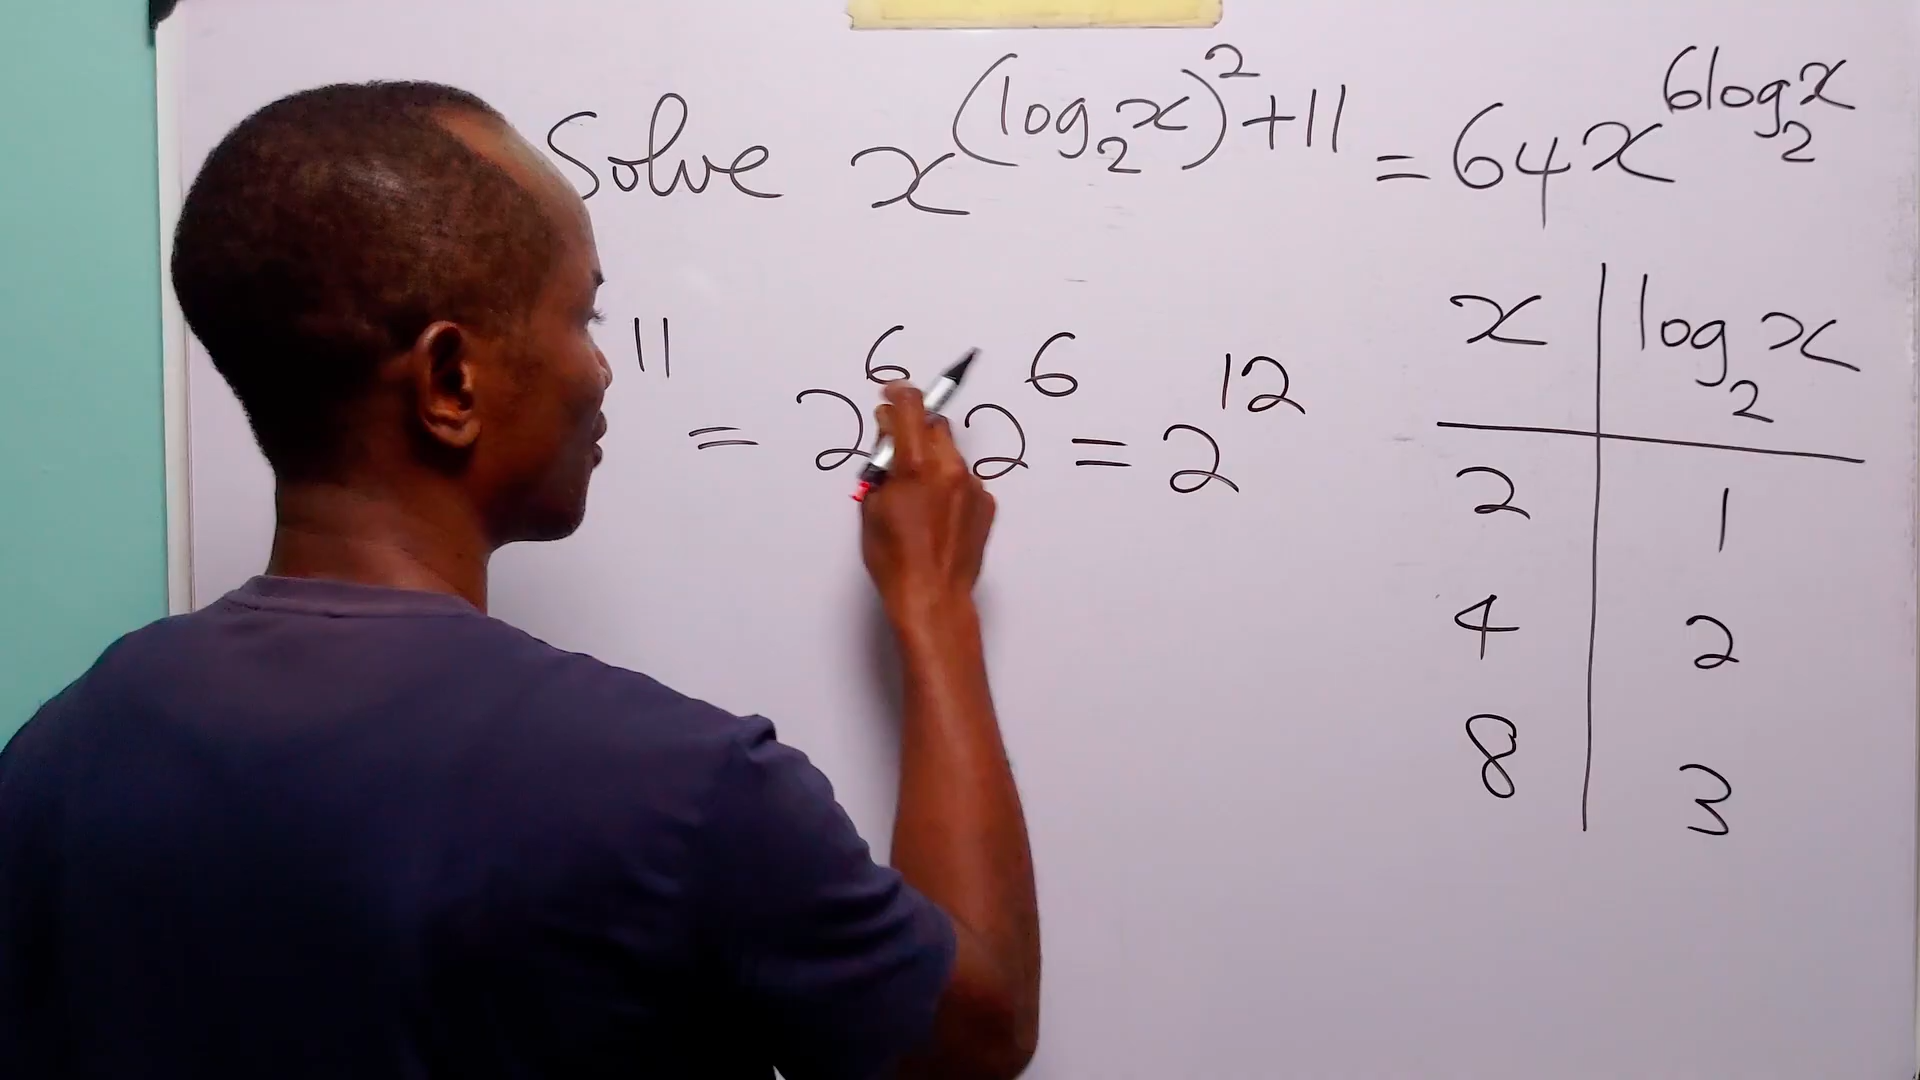 Solve x^(log₂x)²+11 = 64x^6log₂x
11 = 2^6 2^6 = 2^12
x | log₂x
2 | 1
4 | 2
8 | 3